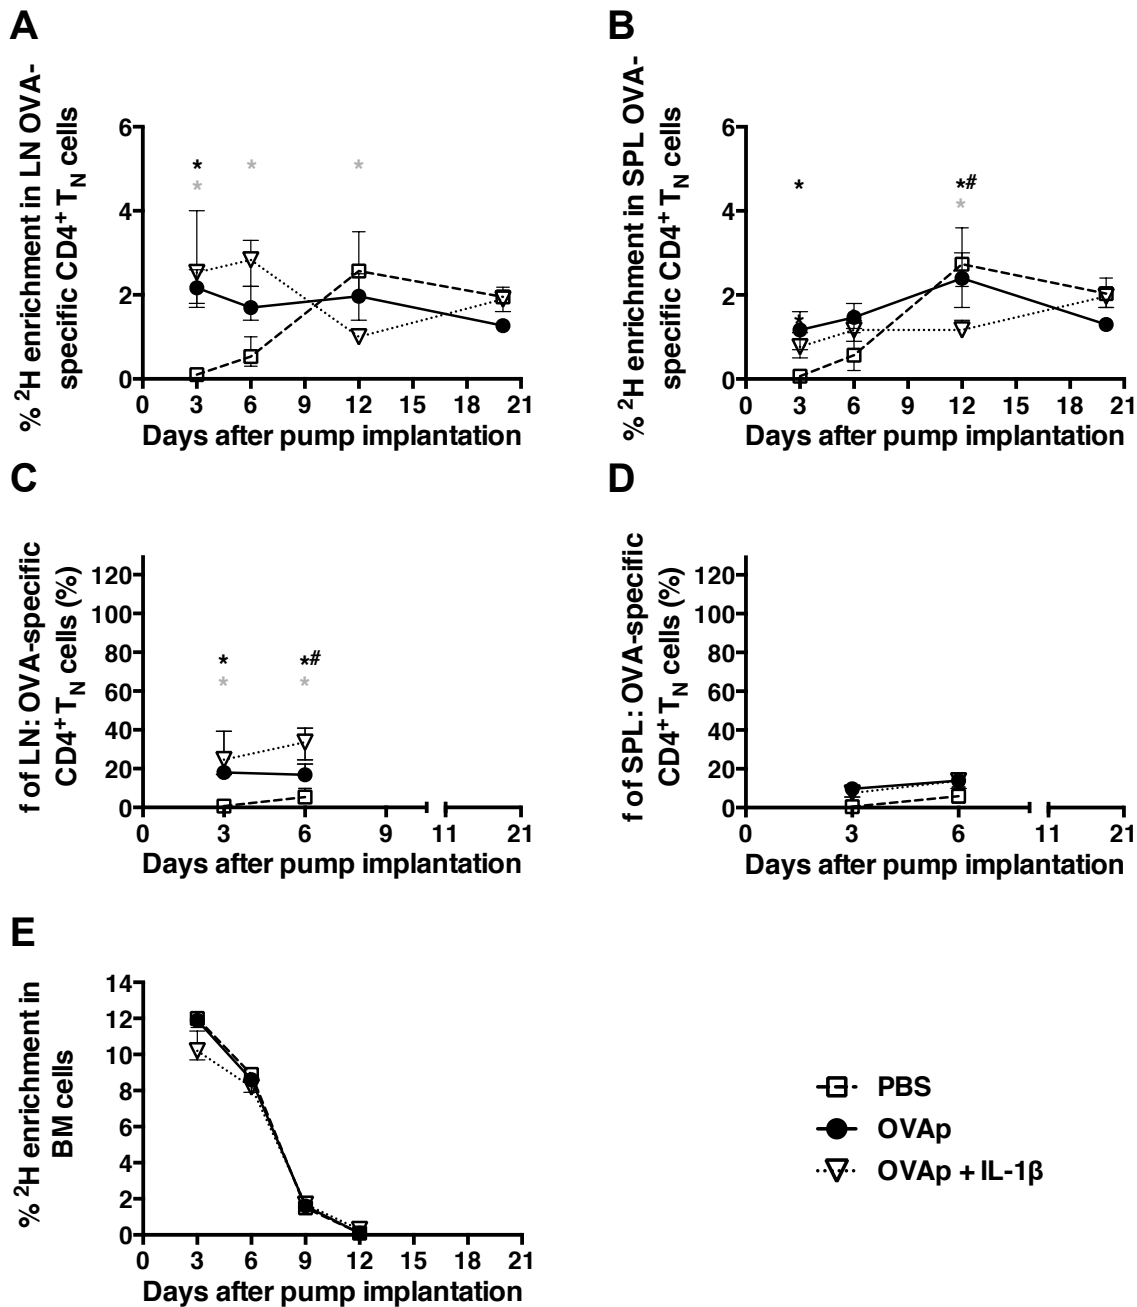 A
% ²H enrichment in LN OVA-
specific CD4⁺ T_N cells
6
4
2
0
* * *
*
0 3 6 9 12 15 18 21
Days after pump implantation
B
% ²H enrichment in SPL OVA-
specific CD4⁺ T_N cells
6
4
2
0
* *#
*
*
0 3 6 9 12 15 18 21
Days after pump implantation
C
f of LN: OVA-specific
CD4⁺ T_N cells (%)
120
100
80
60
40
20
0
* *#
* *
0 3 6 9 11 21
Days after pump implantation
D
f of SPL: OVA-specific
CD4⁺ T_N cells (%)
120
100
80
60
40
20
0
0 3 6 11 21
Days after pump implantation
E
% ²H enrichment in
BM cells
14
12
10
8
6
4
2
0
0 3 6 9 12 15 18 21
Days after pump implantation
PBS
OVAp
OVAp + IL-1β